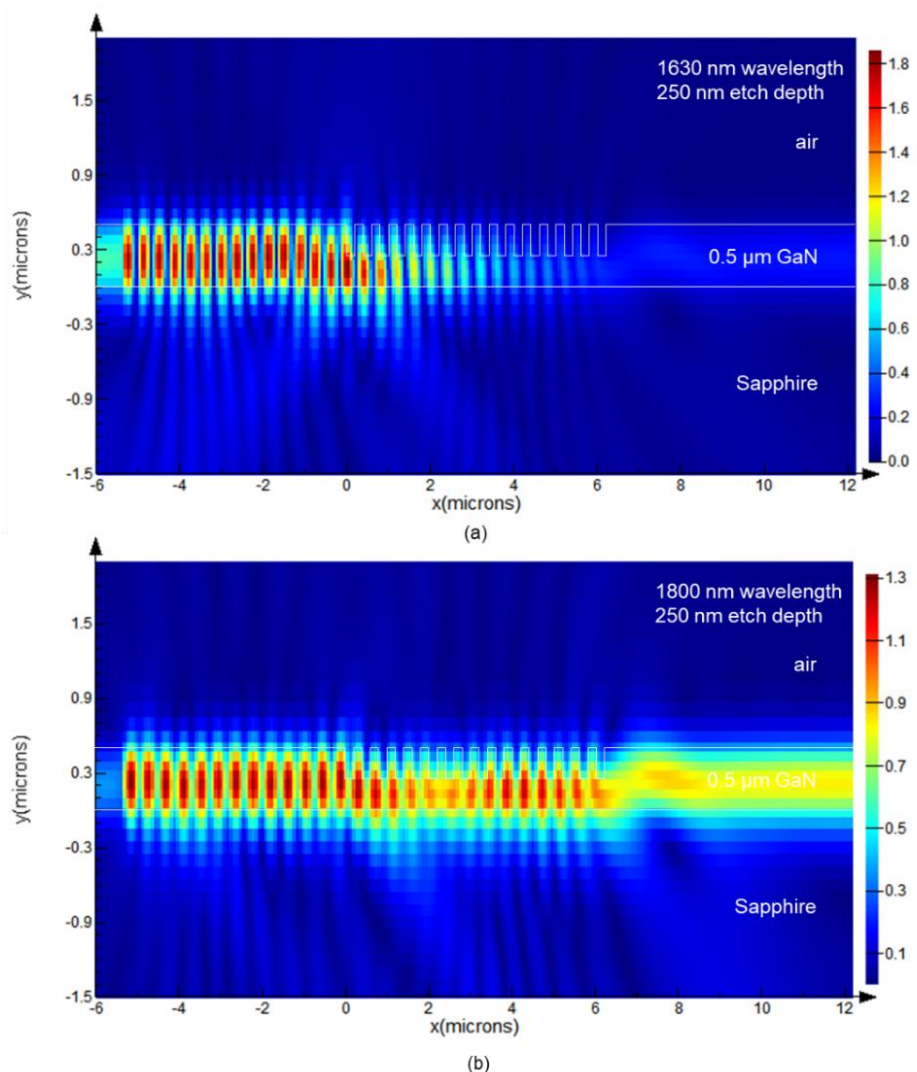 1630 nm wavelength
250 nm etch depth
air
0.5 µm GaN
Sapphire
y(microns)
1.5
0.9
0.3
-0.3
-0.9
-1.5
-6 -4 -2 0 2 4 6 8 10 12
x(microns)
1.8
1.6
1.4
1.2
1.0
0.8
0.6
0.4
0.2
0.0
(a)
1800 nm wavelength
250 nm etch depth
air
0.5 µm GaN
Sapphire
y(microns)
1.5
0.9
0.3
-0.3
-0.9
-1.5
-6 -4 -2 0 2 4 6 8 10 12
x(microns)
1.3
1.1
0.9
0.7
0.5
0.3
0.1
(b)